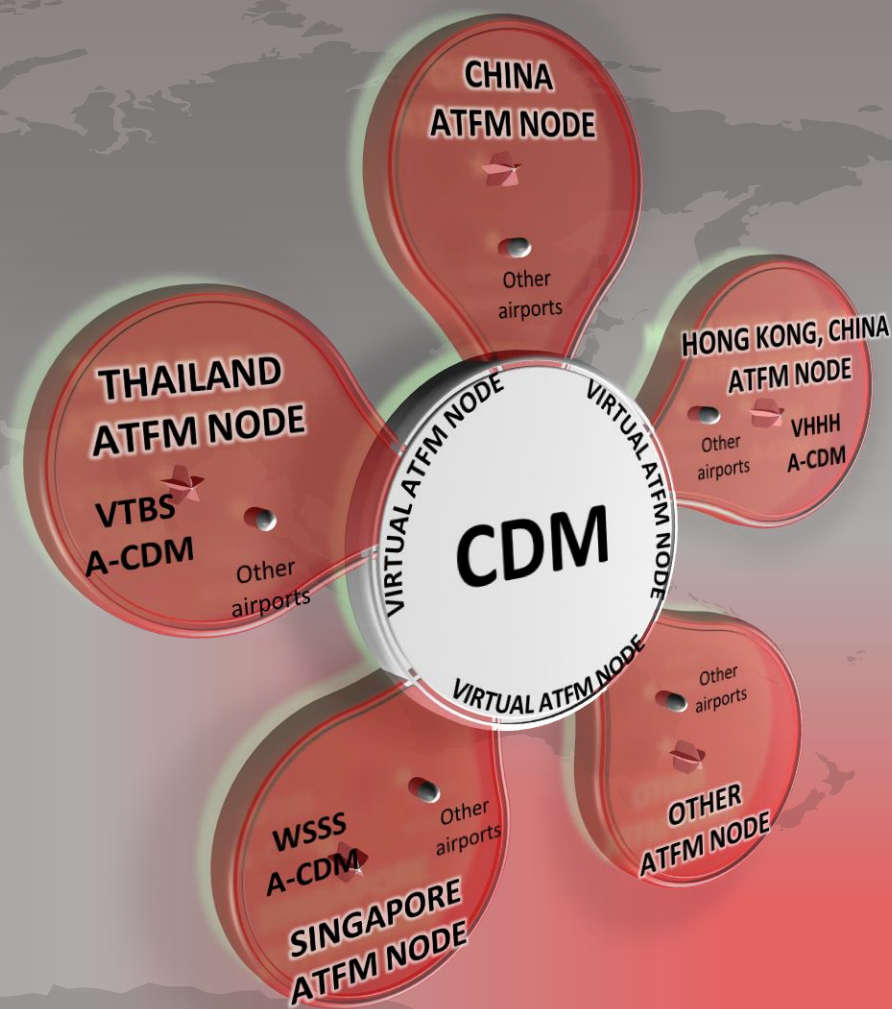 CHINA
ATFM NODE
Other
airports
HONG KONG, CHINA
ATFM NODE
Other
airports
VHHH
A-CDM
THAILAND
ATFM NODE
VTBS
A-CDM
Other
airports
VIRTUAL ATFM NODE
VIRTUAL ATFM NODE
CDM
VIRTUAL ATFM NODE
Other
airports
OTHER
ATFM NODE
WSSS
A-CDM
Other
airports
SINGAPORE
ATFM NODE